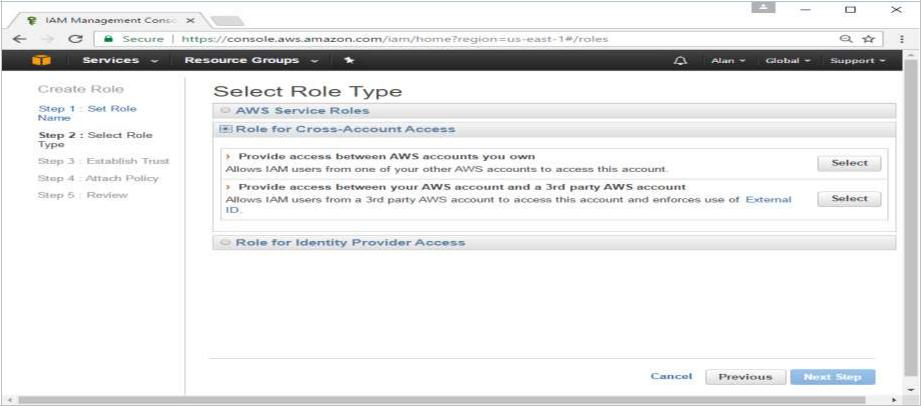 IAM Management Conso
Secure | https://console.aws.amazon.com/iam/home?region=us-east-1#/roles
Services Resource Groups Alan Global Support
Create Role
Step 1 : Set Role
Name
Step 2 : Select Role
Type
Step 3 : Establish Trust
Step 4 : Attach Policy
Step 5 : Review
Select Role Type
AWS Service Roles
Role for Cross-Account Access
Provide access between AWS accounts you own
Allows IAM users from one of your other AWS accounts to access this account.
Select
Provide access between your AWS account and a 3rd party AWS account
Allows IAM users from a 3rd party AWS account to access this account and enforces use of External
ID.
Select
Role for Identity Provider Access
Cancel Previous Next Step